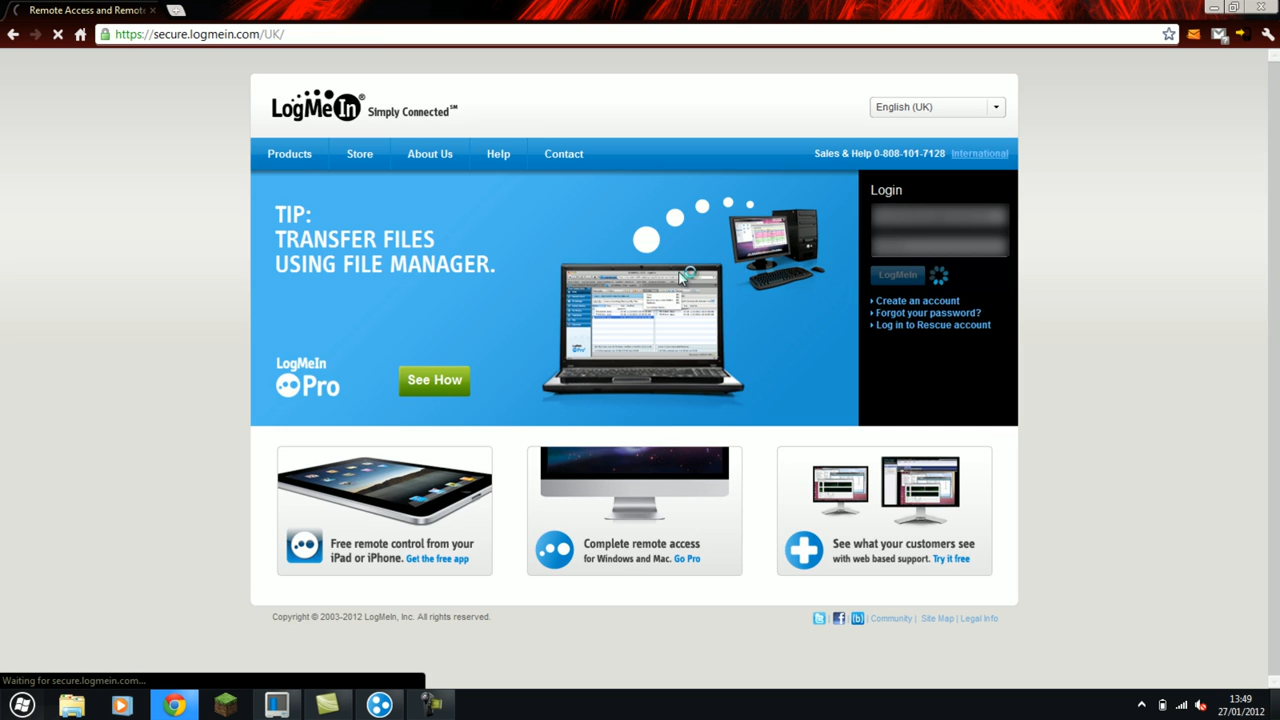 Remote Access and Remot
https://secure.logmein.com/UK/
LogMeIn® Simply Connected℠
English (UK)
Products Store About Us Help Contact
Sales & Help 0-808-101-7128 International
TIP:
TRANSFER FILES
USING FILE MANAGER.
LogMeIn
Pro
See How
Login
LogMeIn
Create an account
Forgot your password?
Log in to Rescue account
Free remote control from your
iPad or iPhone. Get the free app
Complete remote access
for Windows and Mac. Go Pro
See what your customers see
with web based support. Try it free
Copyright © 2003-2012 LogMeIn, Inc. All rights reserved.
Community | Site Map | Legal Info
Waiting for secure.logmein.com...
13:49
27/01/2012